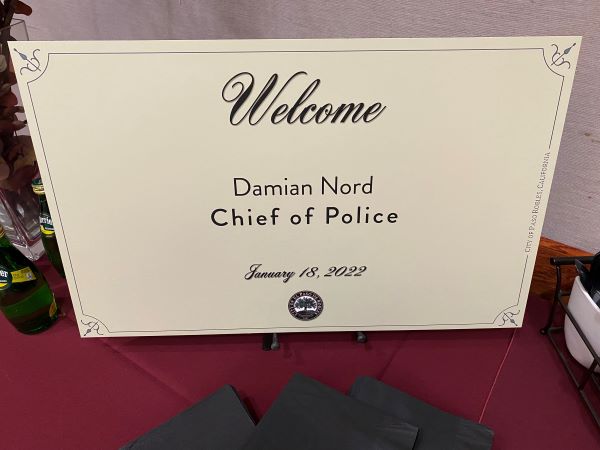 Welcome
Damian Nord
Chief of Police
January 18, 2022
City of Paso Robles, California